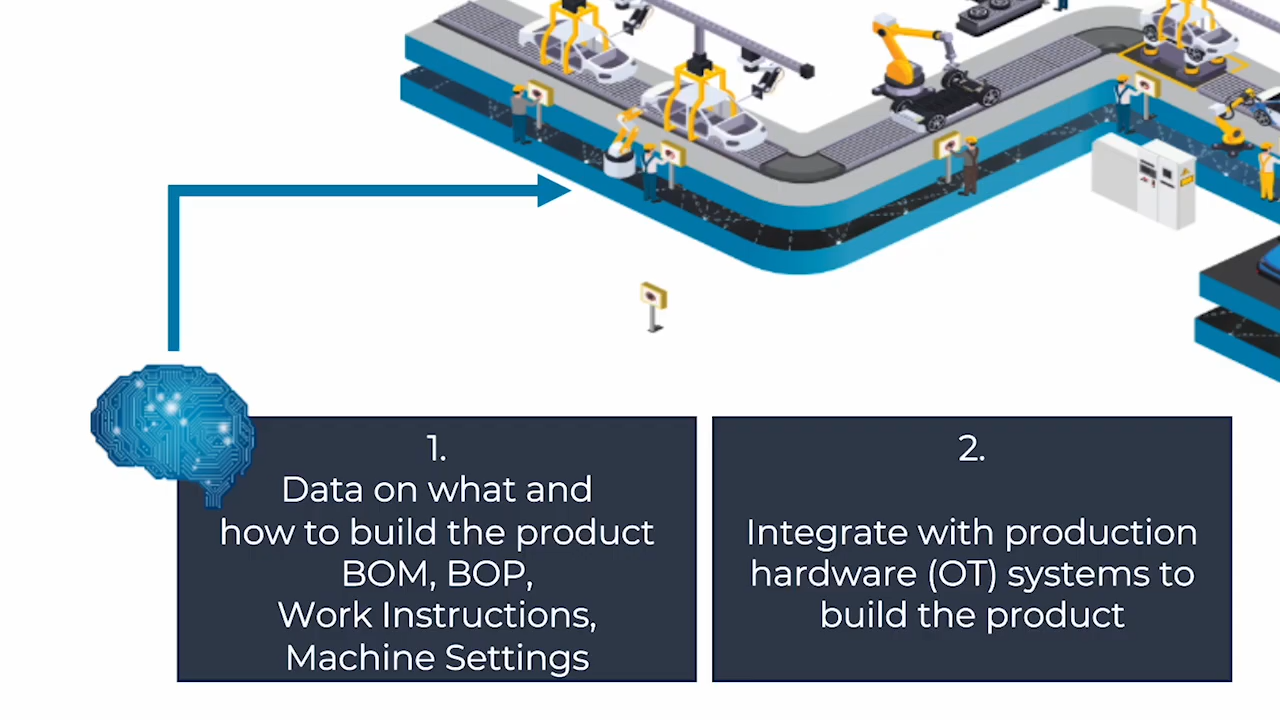 1.
Data on what and
how to build the product
BOM, BOP,
Work Instructions,
Machine Settings
2.
Integrate with production
hardware (OT) systems to
build the product